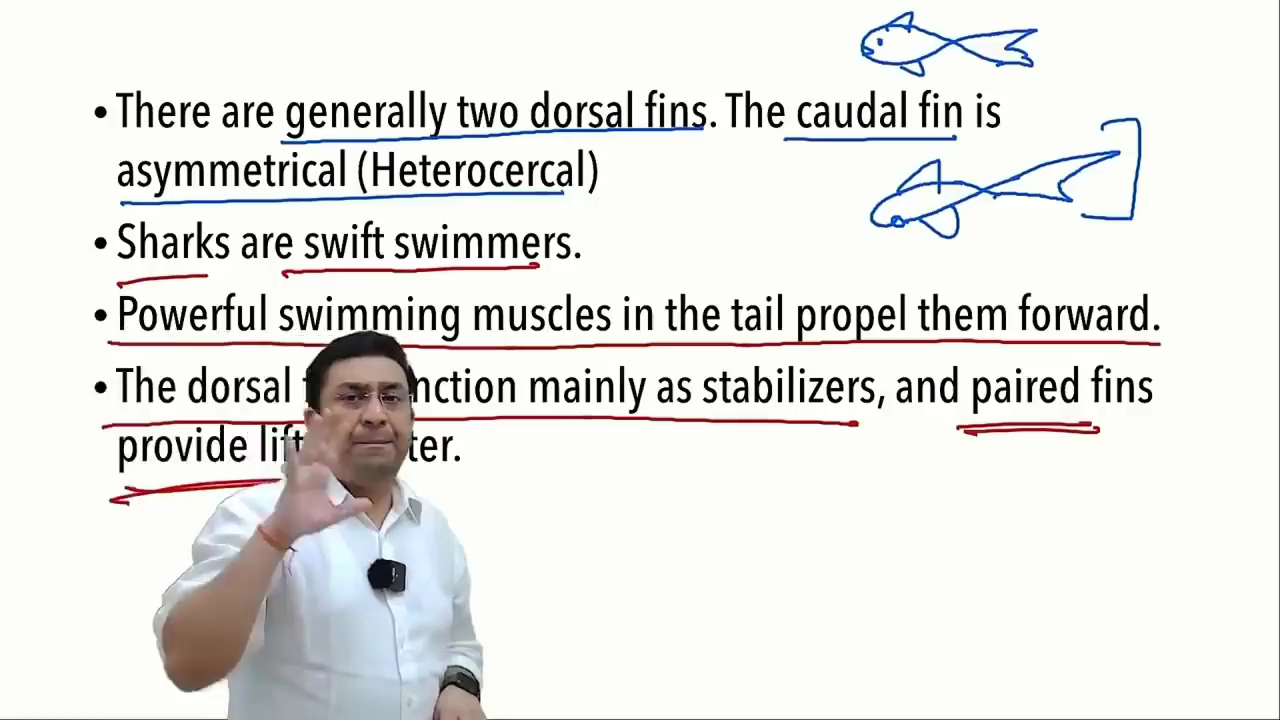 • There are generally two dorsal fins. The caudal fin is
asymmetrical (Heterocercal)
• Sharks are swift swimmers.
• Powerful swimming muscles in the tail propel them forward.
• The dorsal nction mainly as stabilizers, and paired fins
provide lift ter.